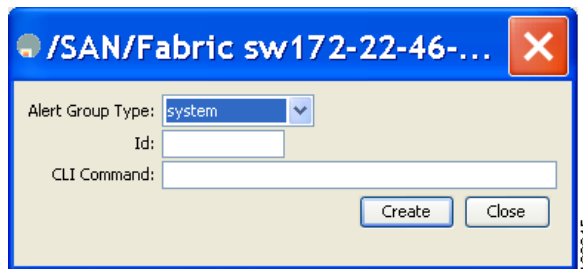 /SAN/Fabric sw172-22-46-...
Alert Group Type: system
Id:
CLI Command:
Create Close